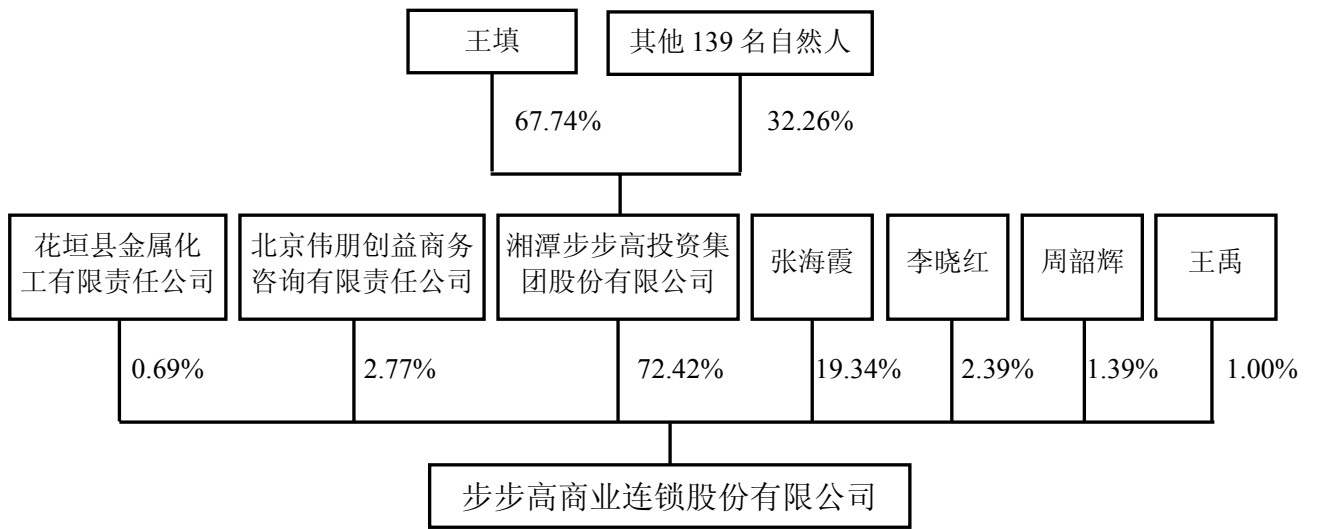 王填
其他 139 名自然人
67.74%
32.26%
花垣县金属化
工有限责任公司
北京伟朋创益商务
咨询有限责任公司
湘潭步步高投资集
团股份有限公司
张海霞
李晓红
周韶辉
王禹
0.69%
2.77%
72.42%
19.34%
2.39%
1.39%
1.00%
步步高商业连锁股份有限公司